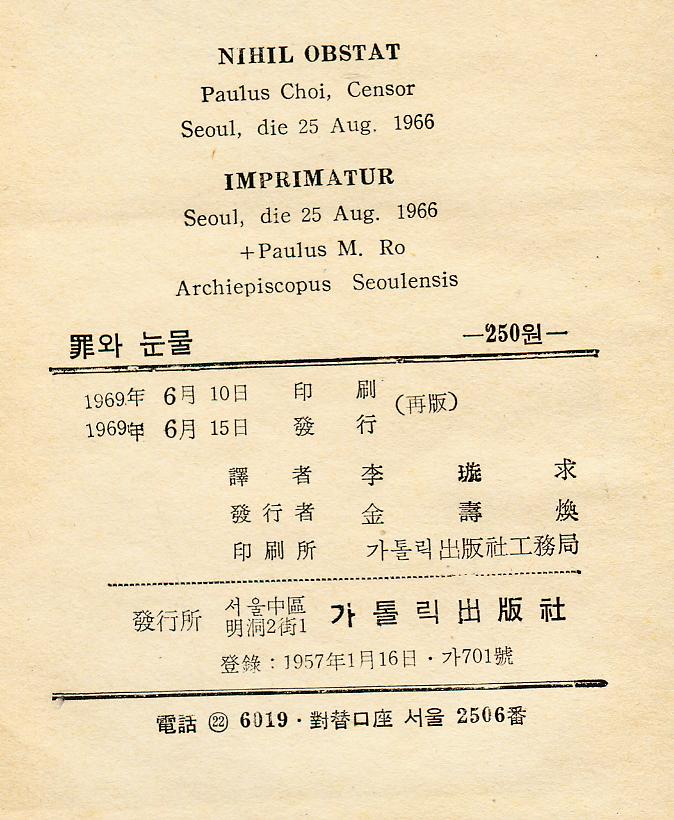 NIHIL OBSTAT
Paulus Choi, Censor
Seoul, die 25 Aug. 1966
IMPRIMATUR
Seoul, die 25 Aug. 1966
+Paulus M. Ro
Archiepiscopus Seoulensis
罪와 눈물 —250원—
1969年 6月 10日 印刷 (再版)
1969年 6月 15日 發行
譯者 李璇求
發行者 金壽煥
印刷所 가톨릭出版社工務局
發行所 서울中區明洞2街1 가톨릭出版社
登錄 : 1957年1月16日 · 가701號
電話 ㉒ 6019 · 對替口座 서울 2506番